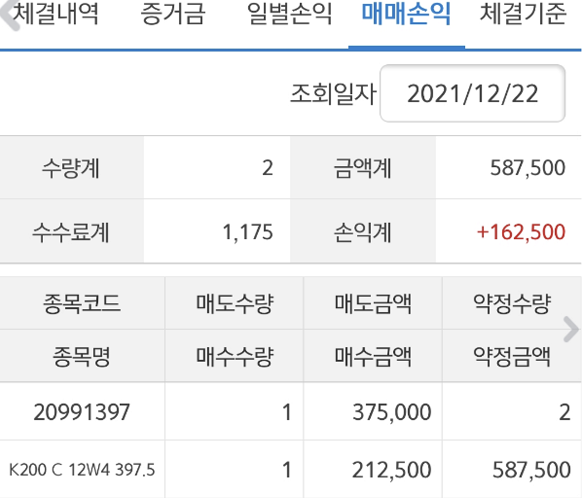 체결내역 증거금 일별손익 매매손익 체결기준
조회일자 2021/12/22
수량계 2 금액계 587,500
수수료계 1,175 손익계 +162,500
종목코드 매도수량 매도금액 약정수량
종목명 매수수량 매수금액 약정금액
20991397 1 375,000 2
K200 C 12W4 397.5 1 212,500 587,500